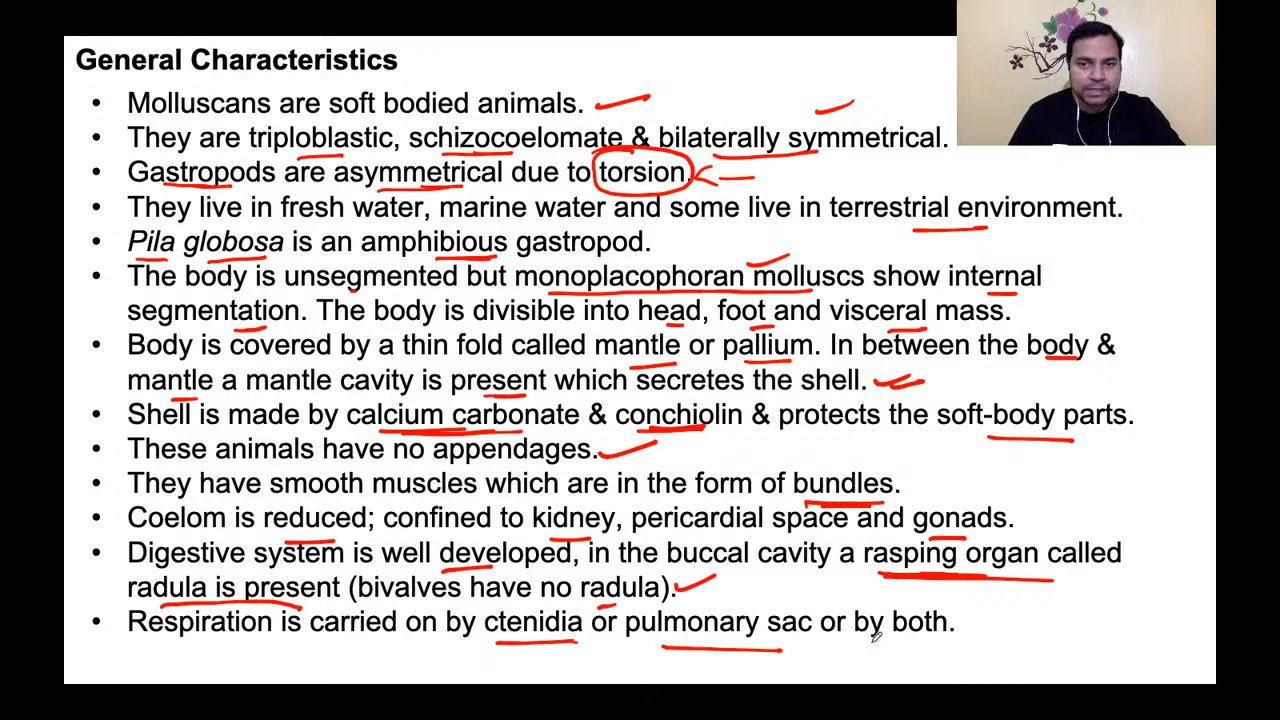 General Characteristics
• Molluscans are soft bodied animals.
• They are triploblastic, schizocoelomate & bilaterally symmetrical.
• Gastropods are asymmetrical due to torsion.
• They live in fresh water, marine water and some live in terrestrial environment.
• Pila globosa is an amphibious gastropod.
• The body is unsegmented but monoplacophoran molluscs show internal
segmentation. The body is divisible into head, foot and visceral mass.
• Body is covered by a thin fold called mantle or pallium. In between the body &
mantle a mantle cavity is present which secretes the shell.
• Shell is made by calcium carbonate & conchiolin & protects the soft-body parts.
• These animals have no appendages.
• They have smooth muscles which are in the form of bundles.
• Coelom is reduced; confined to kidney, pericardial space and gonads.
• Digestive system is well developed, in the buccal cavity a rasping organ called
radula is present (bivalves have no radula).
• Respiration is carried on by ctenidia or pulmonary sac or by both.